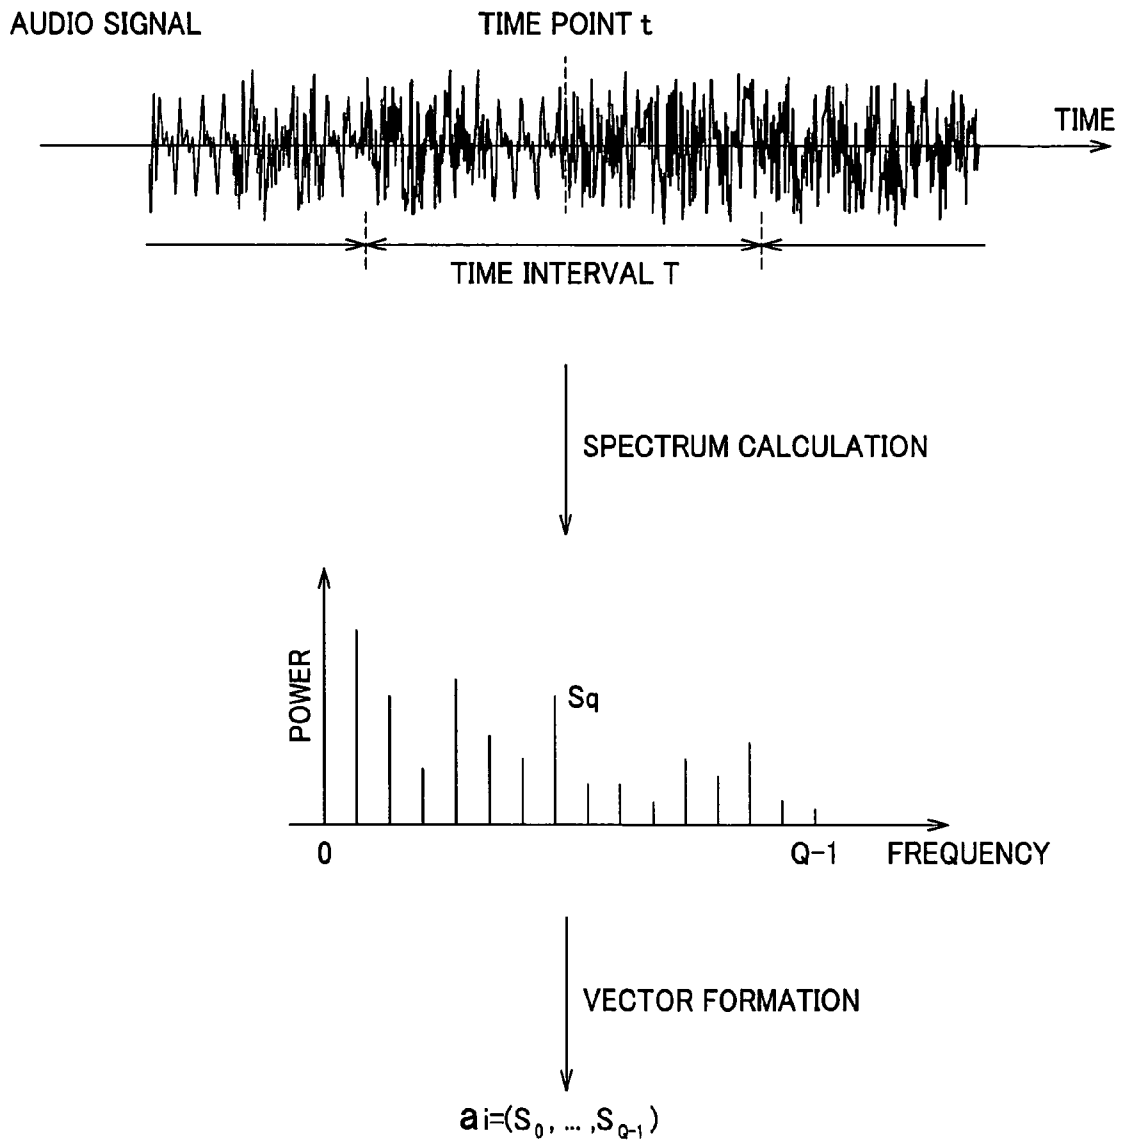 AUDIO SIGNAL
TIME POINT t
TIME
TIME INTERVAL T
SPECTRUM CALCULATION
POWER
Sq
0
Q-1
FREQUENCY
VECTOR FORMATION
ai=(S0, ... ,SQ-1)